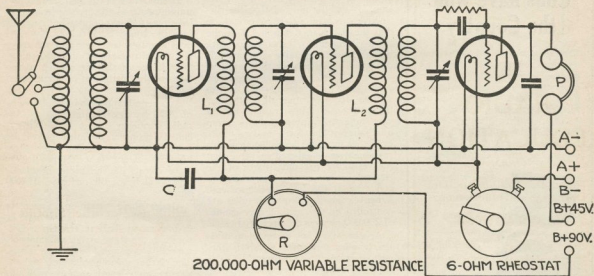 L₁
L₂
P
A-
A+
B-
B+45V.
B+90V.
C
R
200,000-OHM VARIABLE RESISTANCE
6-OHM RHEOSTAT